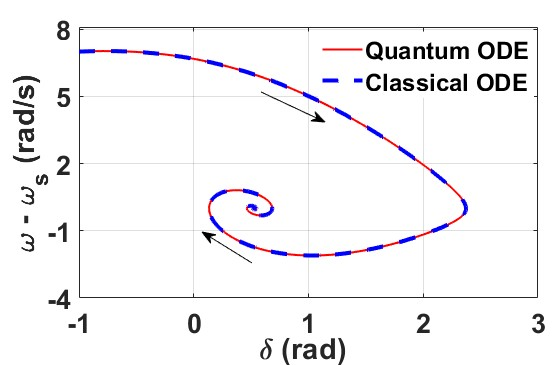 8
5
2
-1
-4
-1
0
1
2
3
ω - ωs (rad/s)
δ (rad)
Quantum ODE
Classical ODE